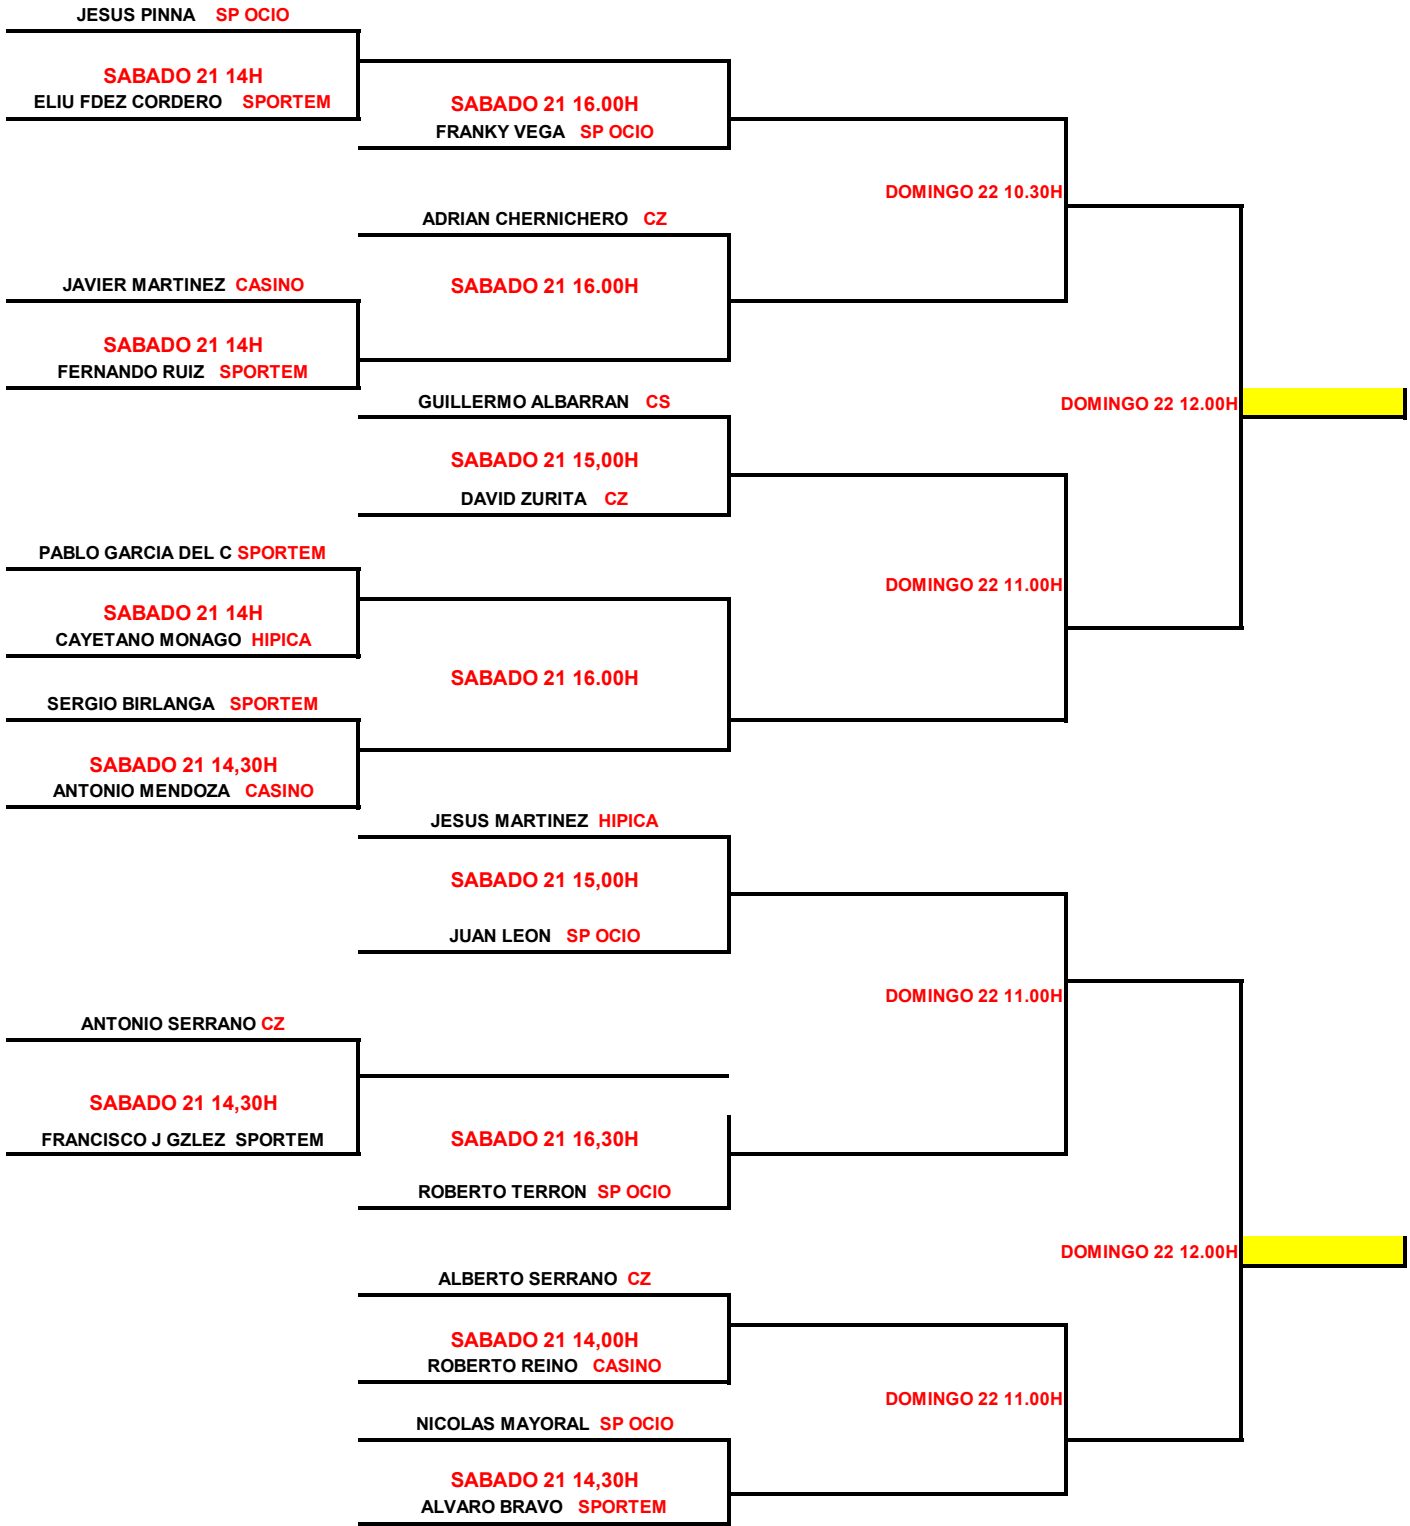 JESUS PINNA SP OCIO
SABADO 21 14H
ELIU FDEZ CORDERO SPORTEM
SABADO 21 16.00H
FRANKY VEGA SP OCIO
DOMINGO 22 10.30H
ADRIAN CHERNICHERO CZ
JAVIER MARTINEZ CASINO
SABADO 21 16.00H
SABADO 21 14H
FERNANDO RUIZ SPORTEM
GUILLERMO ALBARRAN CS
DOMINGO 22 12.00H
SABADO 21 15,00H
DAVID ZURITA CZ
PABLO GARCIA DEL C SPORTEM
DOMINGO 22 11.00H
SABADO 21 14H
CAYETANO MONAGO HIPICA
SABADO 21 16.00H
SERGIO BIRLANGA SPORTEM
SABADO 21 14,30H
ANTONIO MENDOZA CASINO
JESUS MARTINEZ HIPICA
SABADO 21 15,00H
JUAN LEON SP OCIO
DOMINGO 22 11.00H
ANTONIO SERRANO CZ
SABADO 21 14,30H
FRANCISCO J GZLEZ SPORTEM
SABADO 21 16,30H
ROBERTO TERRON SP OCIO
DOMINGO 22 12.00H
ALBERTO SERRANO CZ
SABADO 21 14,00H
ROBERTO REINO CASINO
DOMINGO 22 11.00H
NICOLAS MAYORAL SP OCIO
SABADO 21 14,30H
ALVARO BRAVO SPORTEM